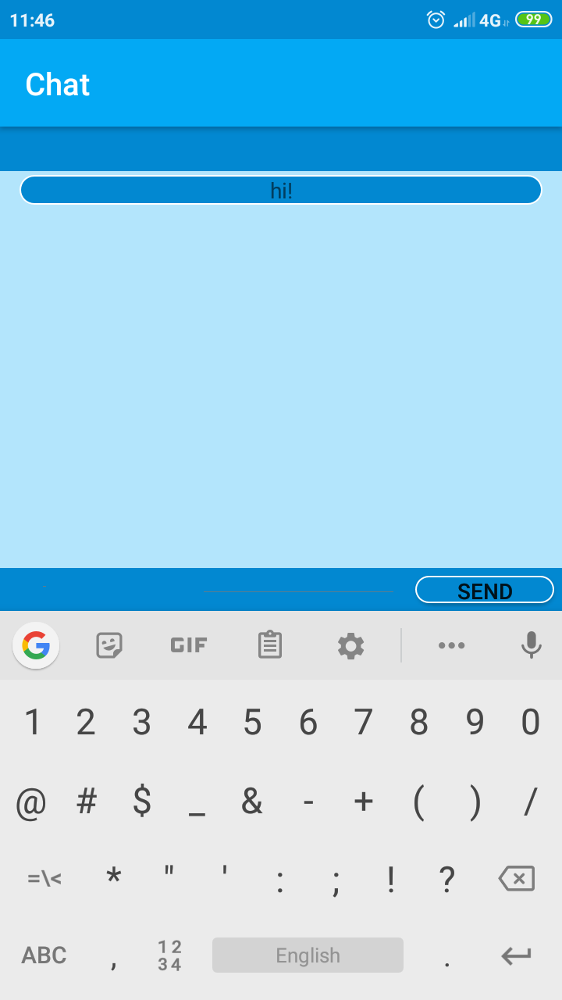 11:46 4G 99
Chat
hi!
SEND
GIF
1 2 3 4 5 6 7 8 9 0
@ # $ _ & - + ( ) /
=\< * " ' : ; ! ?
ABC , 1 2 3 4 English .